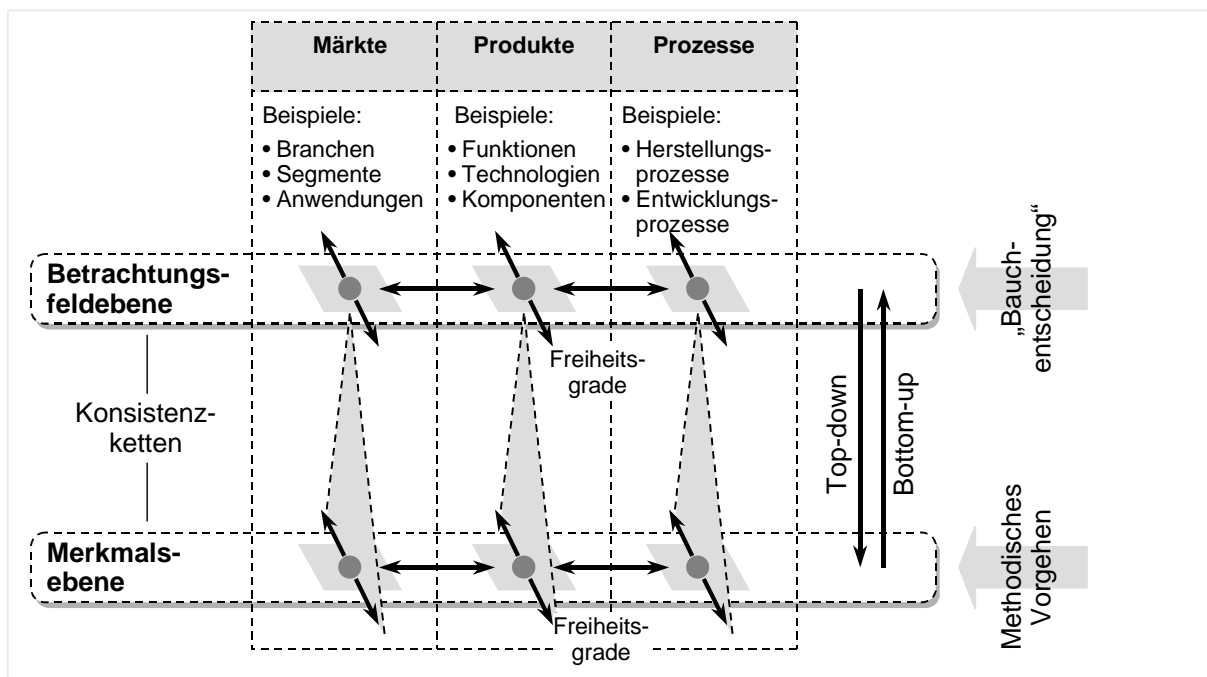 Märkte
Produkte
Prozesse
Beispiele:
• Branchen
• Segmente
• Anwendungen
Beispiele:
• Funktionen
• Technologien
• Komponenten
Beispiele:
• Herstellungs-
prozesse
• Entwicklungs-
prozesse
Betrachtungs-
feldebene
Freiheits-
grade
Konsistenz-
ketten
Top-down
Bottom-up
„Bauch-
entscheidung“
Merkmals-
ebene
Freiheits-
grade
Methodisches
Vorgehen